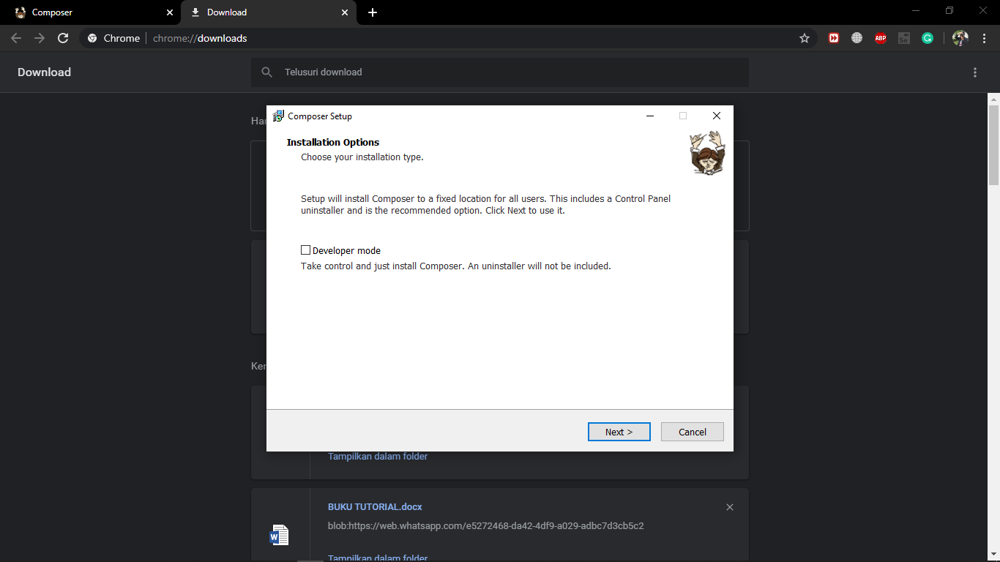 Composer
Download
Chrome
chrome://downloads
ABP
Download
Telusuri download
Composer Setup
Installation Options
Choose your installation type.
Setup will install Composer to a fixed location for all users. This includes a Control Panel
uninstaller and is the recommended option. Click Next to use it.
Developer mode
Take control and just install Composer. An uninstaller will not be included.
Next >
Cancel
Tampilkan dalam folder
BUKU TUTORIAL.docx
blob:https://web.whatsapp.com/e5272468-da42-4df9-a029-adbc7d3cb5c2
Tampilkan dalam folder